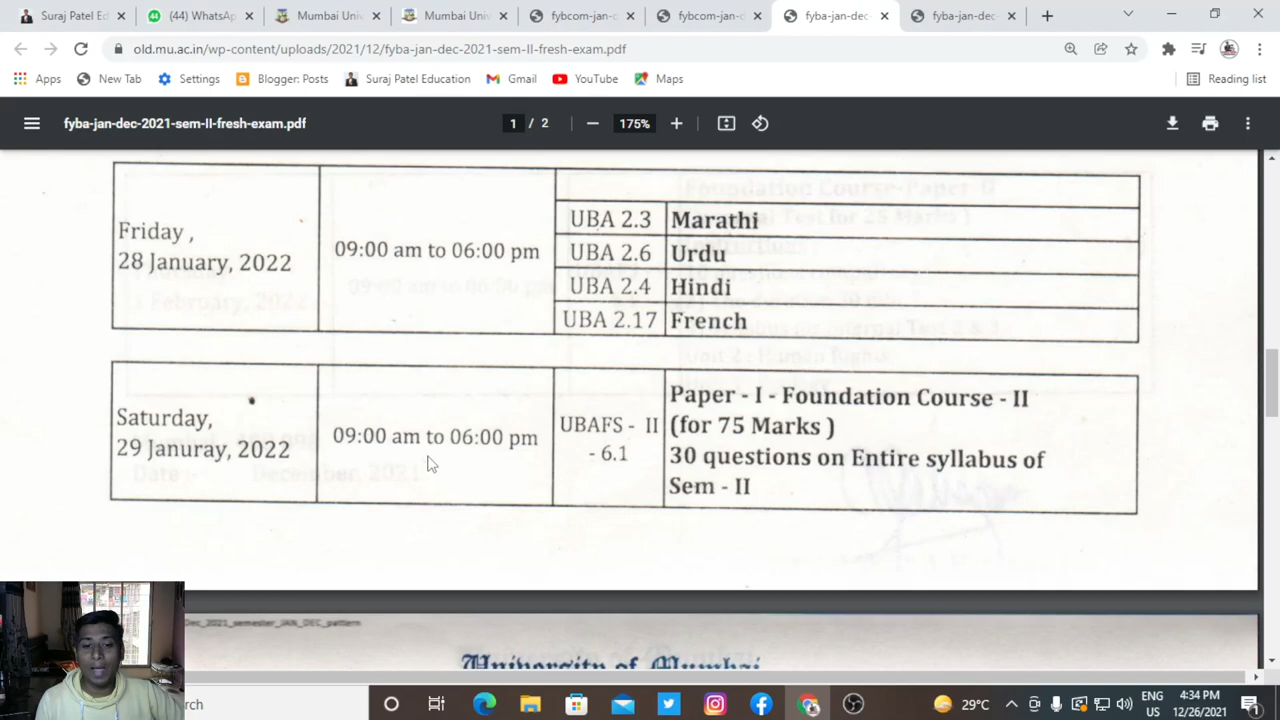 Suraj Patel Ed
(44) WhatsAp
Mumbai Univ
Mumbai Univ
fybcom-jan-d
fybcom-jan-d
fyba-jan-dec-
fyba-jan-dec-
old.mu.ac.in/wp-content/uploads/2021/12/fyba-jan-dec-2021-sem-II-fresh-exam.pdf
Apps
New Tab
Settings
Blogger: Posts
Suraj Patel Education
Gmail
YouTube
Maps
Reading list
fyba-jan-dec-2021-sem-II-fresh-exam.pdf
1 / 2
175%
Friday ,
28 January, 2022
09:00 am to 06:00 pm
UBA 2.3 Marathi
UBA 2.6 Urdu
UBA 2.4 Hindi
UBA 2.17 French
Saturday,
29 Januray, 2022
09:00 am to 06:00 pm
UBAFS - II
- 6.1
Paper - I - Foundation Course - II
(for 75 Marks )
30 questions on Entire syllabus of
Sem - II
Dec_2021_semester_JAN_DEC_pattern
University of Mumbai
rch
29°C
ENG
US
4:34 PM
12/26/2021